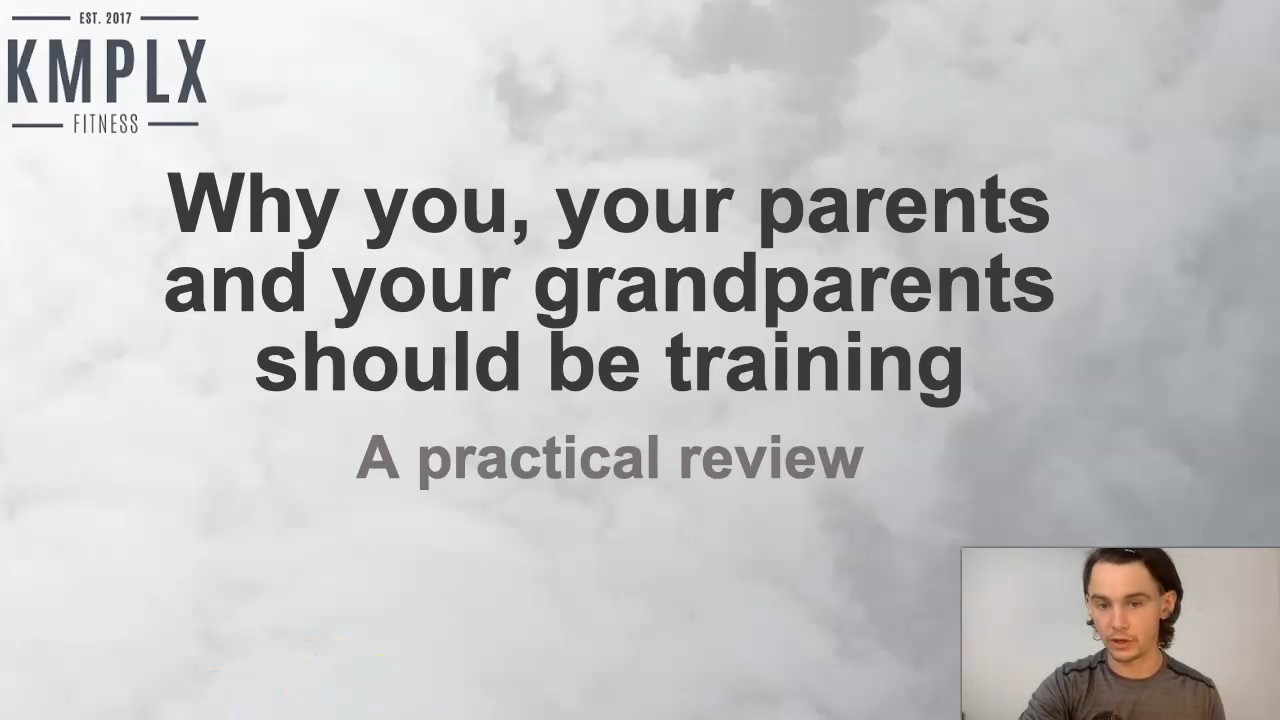 EST. 2017
KMPLX
FITNESS
Why you, your parents
and your grandparents
should be training
A practical review